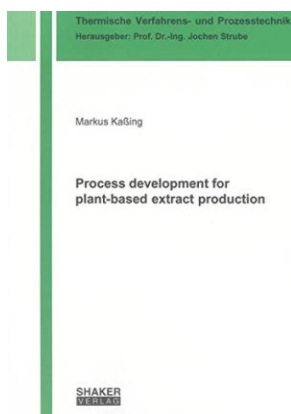 Thermische Verfahrens- und Prozesstechnik
Herausgeber: Prof. Dr.-Ing. Jochen Strube
Markus Kaßing
Process development for
plant-based extract production
SHAKER
VERLAG